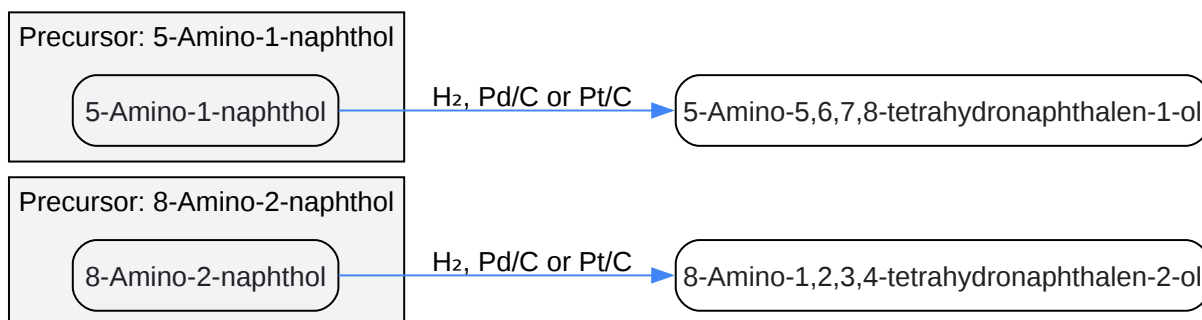 Precursor: 5-Amino-1-naphthol
5-Amino-1-naphthol
H₂, Pd/C or Pt/C
5-Amino-5,6,7,8-tetrahydronaphthalen-1-ol
Precursor: 8-Amino-2-naphthol
8-Amino-2-naphthol
H₂, Pd/C or Pt/C
8-Amino-1,2,3,4-tetrahydronaphthalen-2-ol